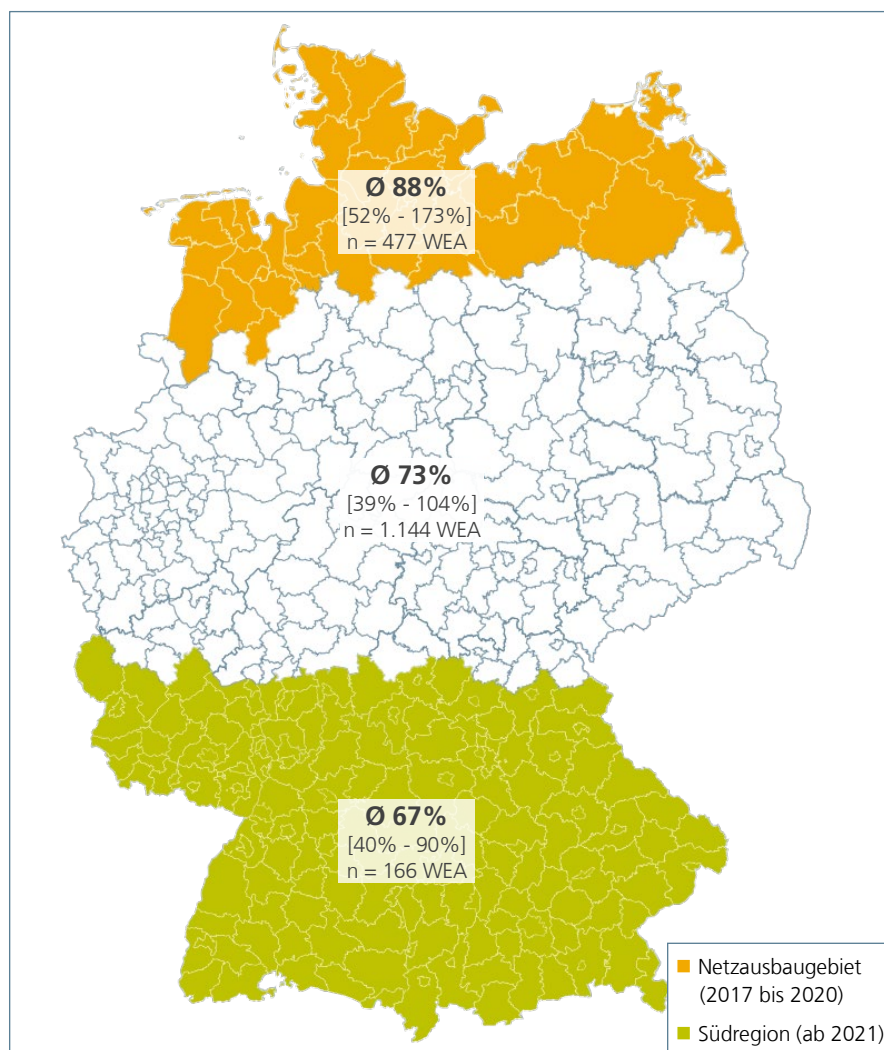 Ø 88%
[52% - 173%]
n = 477 WEA
Ø 73%
[39% - 104%]
n = 1.144 WEA
Ø 67%
[40% - 90%]
n = 166 WEA
Netzausbaugebiet
(2017 bis 2020)
Südregion (ab 2021)